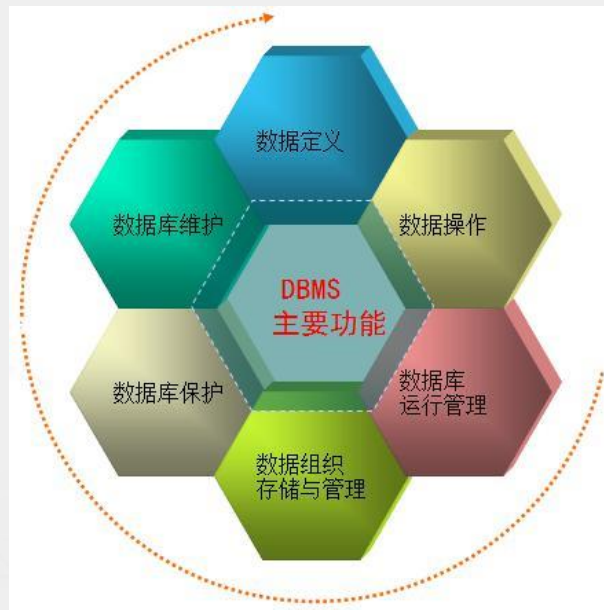 数据定义
数据库维护
数据操作
DBMS
主要功能
数据库保护
数据库
运行管理
数据组织
存储与管理